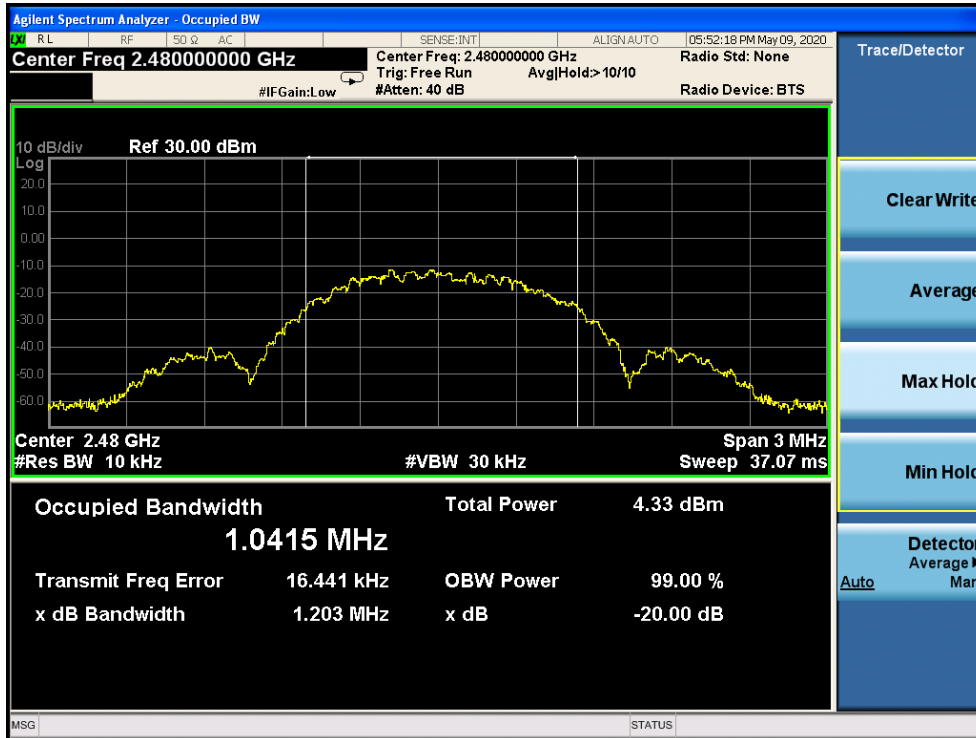 Agilent Spectrum Analyzer - Occupied BW
LXI RL RF 50 Ω AC SENSE:INT ALIGN AUTO 05:52:18 PM May 09, 2020
Center Freq 2.480000000 GHz
Center Freq: 2.480000000 GHz
Radio Std: None
Trig: Free Run Avg|Hold:>10/10
#IFGain:Low #Atten: 40 dB Radio Device: BTS
10 dB/div Ref 30.00 dBm
Log
20.0
10.0
0.00
-10.0
-20.0
-30.0
-40.0
-50.0
-60.0
Center 2.48 GHz Span 3 MHz
#Res BW 10 kHz #VBW 30 kHz Sweep 37.07 ms
Occupied Bandwidth Total Power 4.33 dBm
1.0415 MHz
Transmit Freq Error 16.441 kHz OBW Power 99.00 %
x dB Bandwidth 1.203 MHz x dB -20.00 dB
MSG STATUS
Trace/Detector
Clear Write
Average
Max Hold
Min Hold
Detector
Average
Auto Man